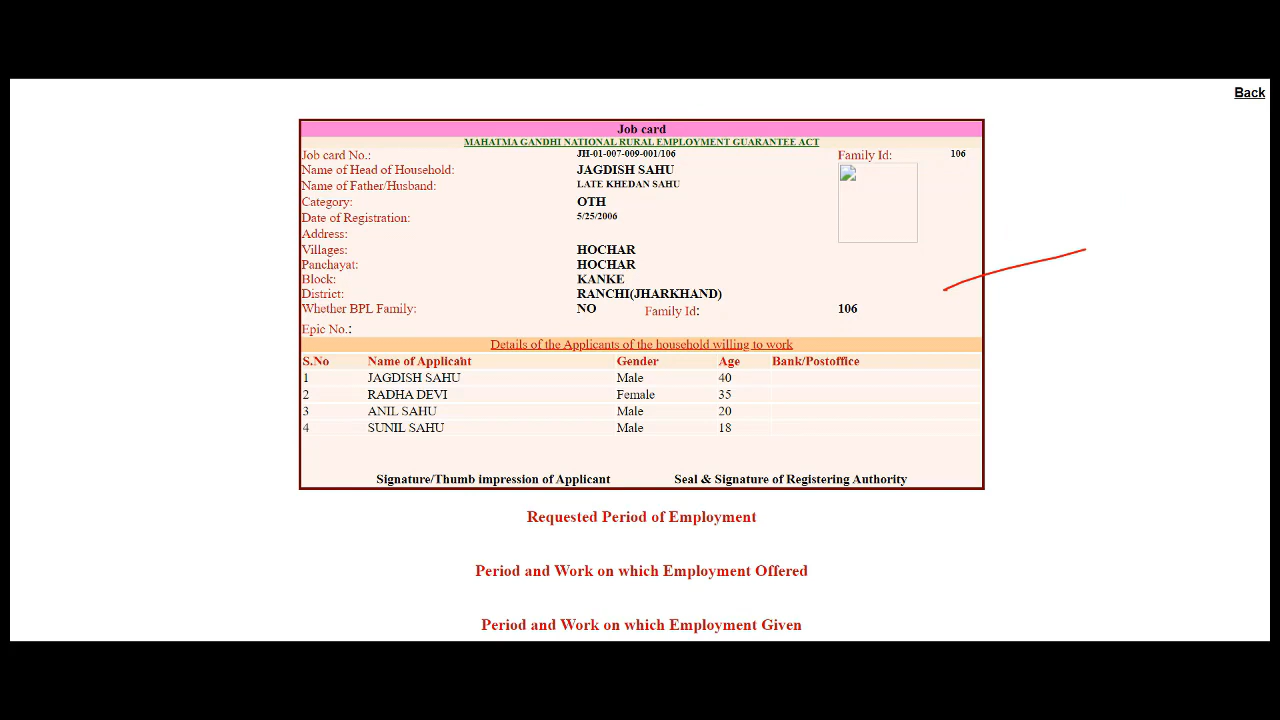 Back
Job card
MAHATMA GANDHI NATIONAL RURAL EMPLOYMENT GUARANTEE ACT
Job card No.: JH-01-007-009-001/106 Family Id: 106
Name of Head of Household: JAGDISH SAHU
Name of Father/Husband: LATE KHEDAN SAHU
Category: OTH
Date of Registration: 5/25/2006
Address:
Villages: HOCHAR
Panchayat: HOCHAR
Block: KANKE
District: RANCHI(JHARKHAND)
Whether BPL Family: NO Family Id: 106
Epic No.:
Details of the Applicants of the household willing to work
S.No Name of Applicant Gender Age Bank/Postoffice
1 JAGDISH SAHU Male 40
2 RADHA DEVI Female 35
3 ANIL SAHU Male 20
4 SUNIL SAHU Male 18
Signature/Thumb impression of Applicant Seal & Signature of Registering Authority
Requested Period of Employment
Period and Work on which Employment Offered
Period and Work on which Employment Given